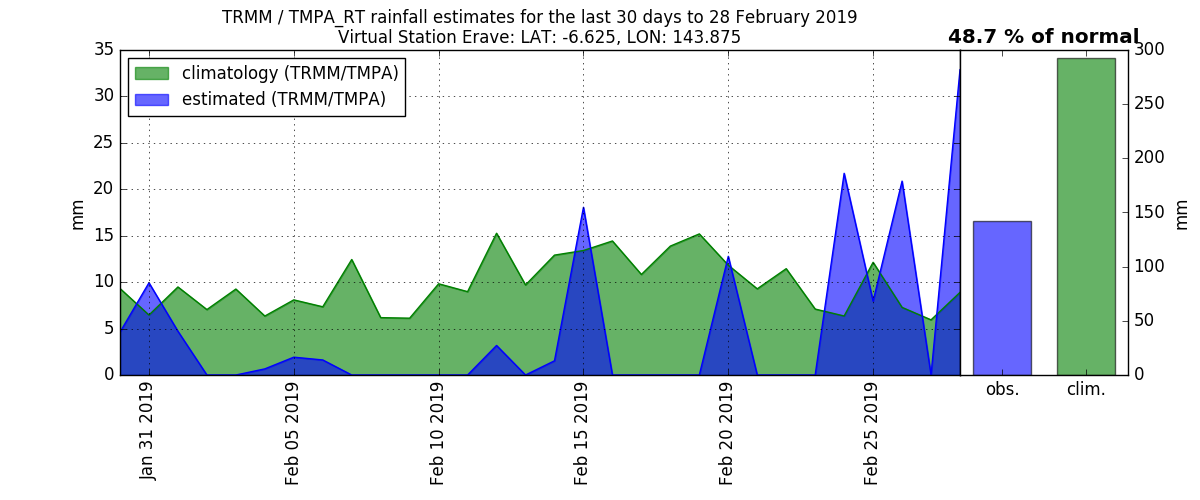 TRMM / TMPA_RT rainfall estimates for the last 30 days to 28 February 2019
Virtual Station Erave: LAT: -6.625, LON: 143.875
48.7 % of normal
climatology (TRMM/TMPA)
estimated (TRMM/TMPA)
35
30
25
20
15
10
5
0
mm
Jan 31 2019
Feb 05 2019
Feb 10 2019
Feb 15 2019
Feb 20 2019
Feb 25 2019
300
250
200
150
100
50
0
mm
obs.
clim.